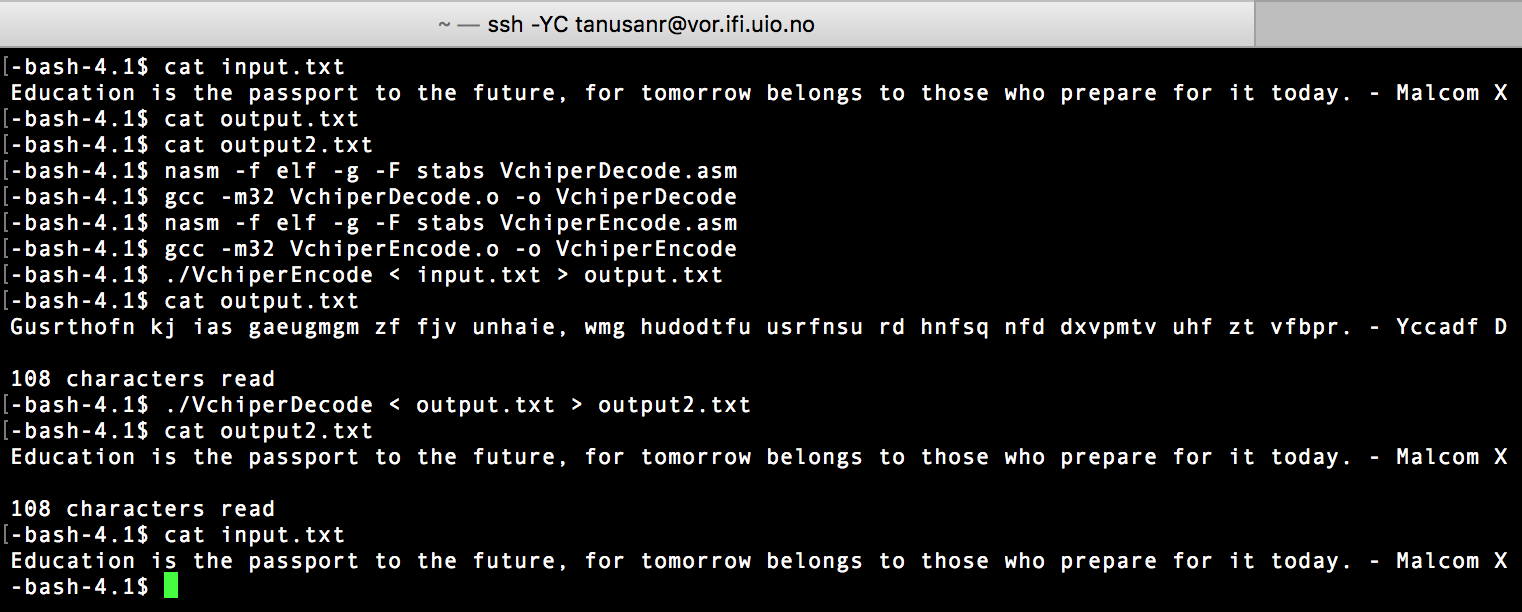 ~ — ssh -YC tanusanr@vor.ifi.uio.no
[-bash-4.1$ cat input.txt
Education is the passport to the future, for tomorrow belongs to those who prepare for it today. - Malcom X
[-bash-4.1$ cat output.txt
[-bash-4.1$ cat output2.txt
[-bash-4.1$ nasm -f elf -g -F stabs VchiperDecode.asm
[-bash-4.1$ gcc -m32 VchiperDecode.o -o VchiperDecode
[-bash-4.1$ nasm -f elf -g -F stabs VchiperEncode.asm
[-bash-4.1$ gcc -m32 VchiperEncode.o -o VchiperEncode
[-bash-4.1$ ./VchiperEncode < input.txt > output.txt
[-bash-4.1$ cat output.txt
Gusrthofn kj ias gaeugmgm zf fjv unhaie, wmg hudodtfu usrfnsu rd hnfsq nfd dxvpmtv uhf zt vfbpr. - Yccadf D
108 characters read
[-bash-4.1$ ./VchiperDecode < output.txt > output2.txt
[-bash-4.1$ cat output2.txt
Education is the passport to the future, for tomorrow belongs to those who prepare for it today. - Malcom X
108 characters read
[-bash-4.1$ cat input.txt
Education is the passport to the future, for tomorrow belongs to those who prepare for it today. - Malcom X
-bash-4.1$